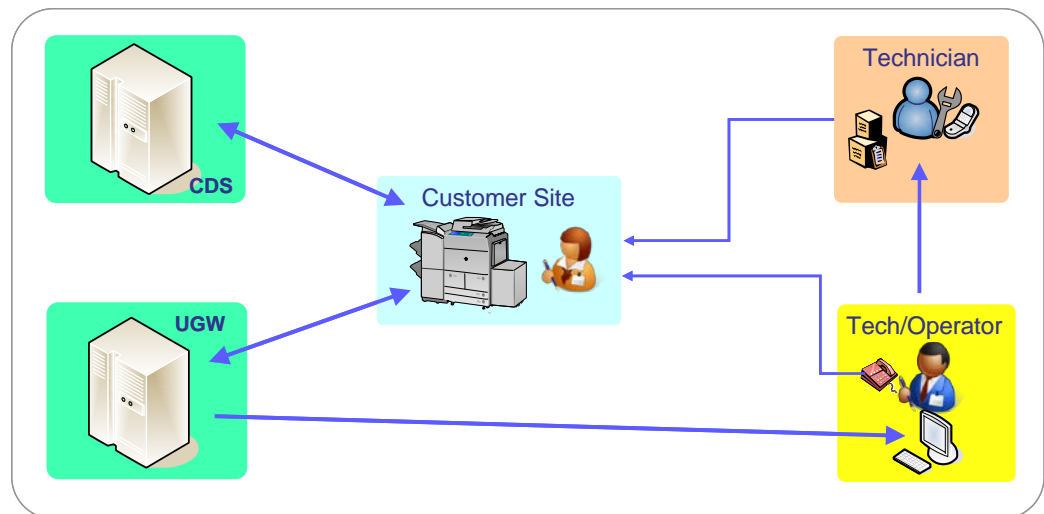 CDS
UGW
Customer Site
Technician
Tech/Operator